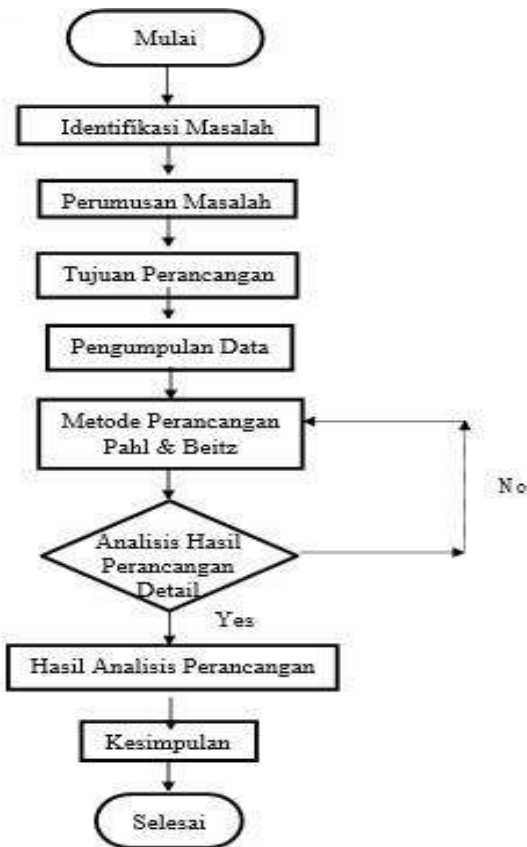 Mulai
Identifikasi Masalah
Perumusan Masalah
Tujuan Perancangan
Pengumpulan Data
Metode Perancangan
Pahl & Beitz
No
Analisis Hasil
Perancangan
Detail
Yes
Hasil Analisis Perancangan
Kesimpulan
Selesai